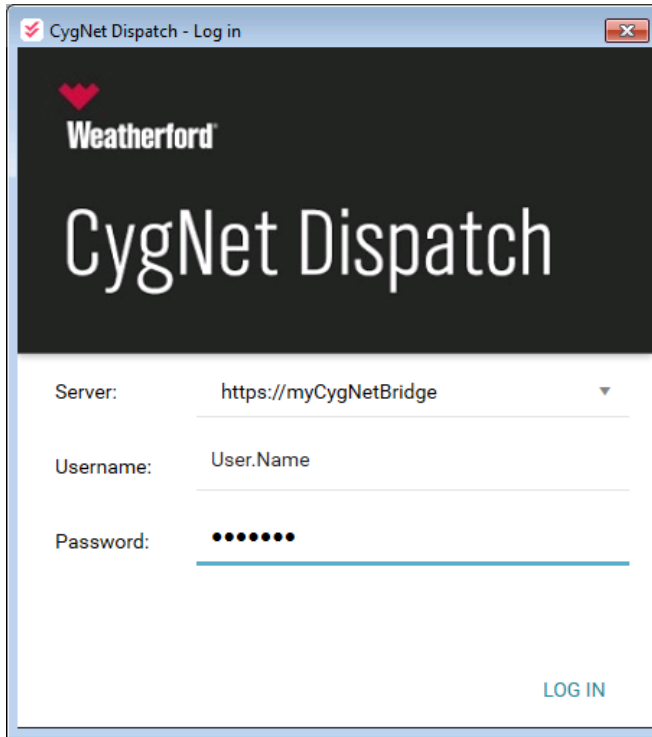 CygNet Dispatch - Log in
Weatherford
CygNet Dispatch
Server: https://myCygNetBridge
Username: User.Name
Password: •••••••
LOG IN